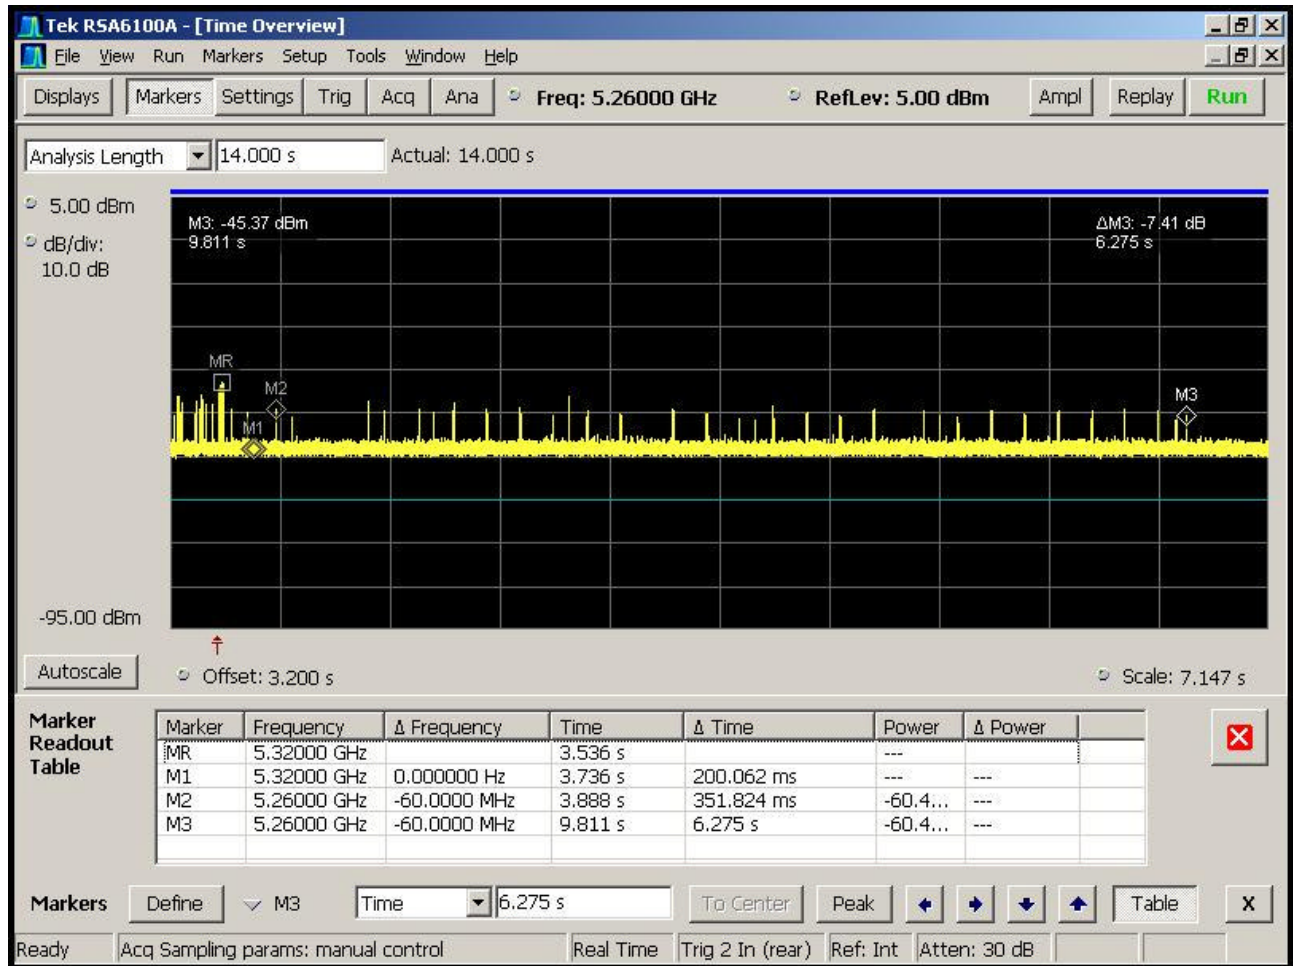 Tek RSA6100A - [Time Overview]
File View Run Markers Setup Tools Window Help
Displays Markers Settings Trig Acq Ana Freq: 5.26000 GHz RefLev: 5.00 dBm Ampl Replay Run
Analysis Length 14.000 s Actual: 14.000 s
5.00 dBm
dB/div:
10.0 dB
M3: -45.37 dBm
9.811 s
ΔM3: -7.41 dB
6.275 s
MR
M2
M1
M3
-95.00 dBm
Autoscale Offset: 3.200 s Scale: 7.147 s
Marker Readout Table
Marker Frequency Δ Frequency Time Δ Time Power Δ Power
MR 5.32000 GHz 3.536 s ---
M1 5.32000 GHz 0.000000 Hz 3.736 s 200.062 ms --- ---
M2 5.26000 GHz -60.0000 MHz 3.888 s 351.824 ms -60.4... ---
M3 5.26000 GHz -60.0000 MHz 9.811 s 6.275 s -60.4... ---
Markers Define M3 Time 6.275 s To Center Peak Table X
Ready Acq Sampling params: manual control Real Time Trig 2 In (rear) Ref: Int Atten: 30 dB